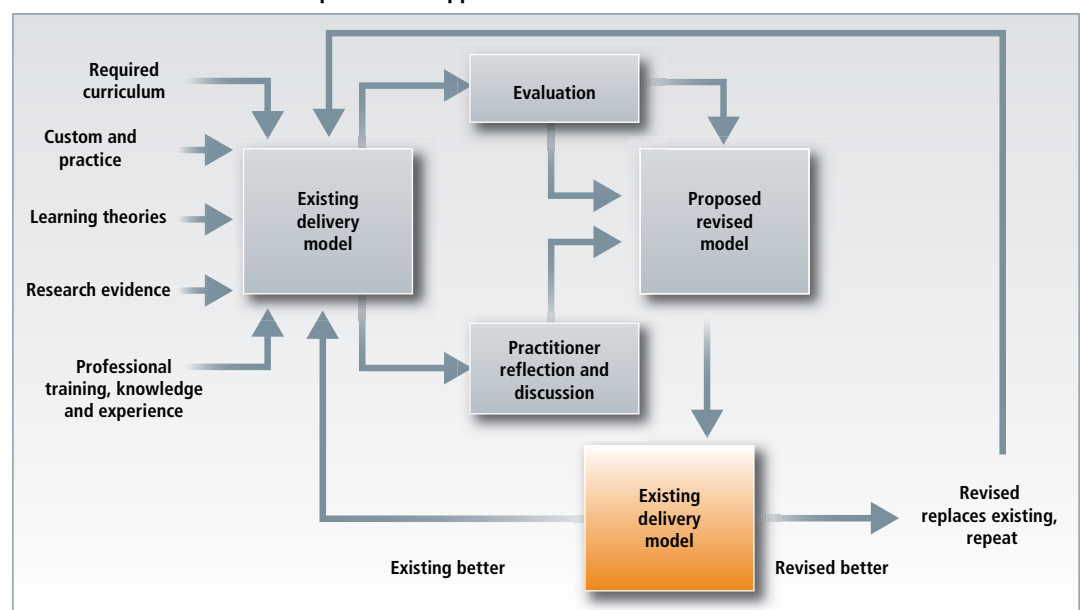 Required
curriculum
Custom and
practice
Learning theories
Research evidence
Professional
training, knowledge
and experience
Existing
delivery
model
Evaluation
Practitioner
reflection and
discussion
Proposed
revised
model
Existing
delivery
model
Existing better
Revised better
Revised
replaces existing,
repeat